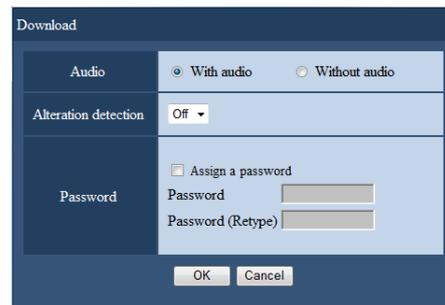 Download
Audio With audio Without audio
Alteration detection Off
Assign a password
Password Password
Password (Retype)
OK Cancel